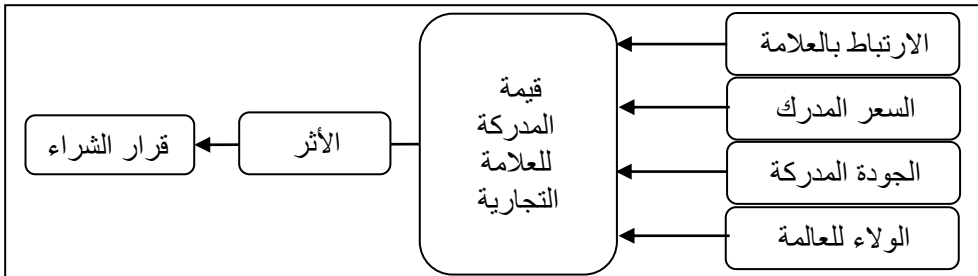 الارتباط بالعلامة
السعر المدرك
الجودة المدركة
الولاء للعالمة
قيمة
المدركة
للعلامة
التجارية
الأثر
قرار الشراء